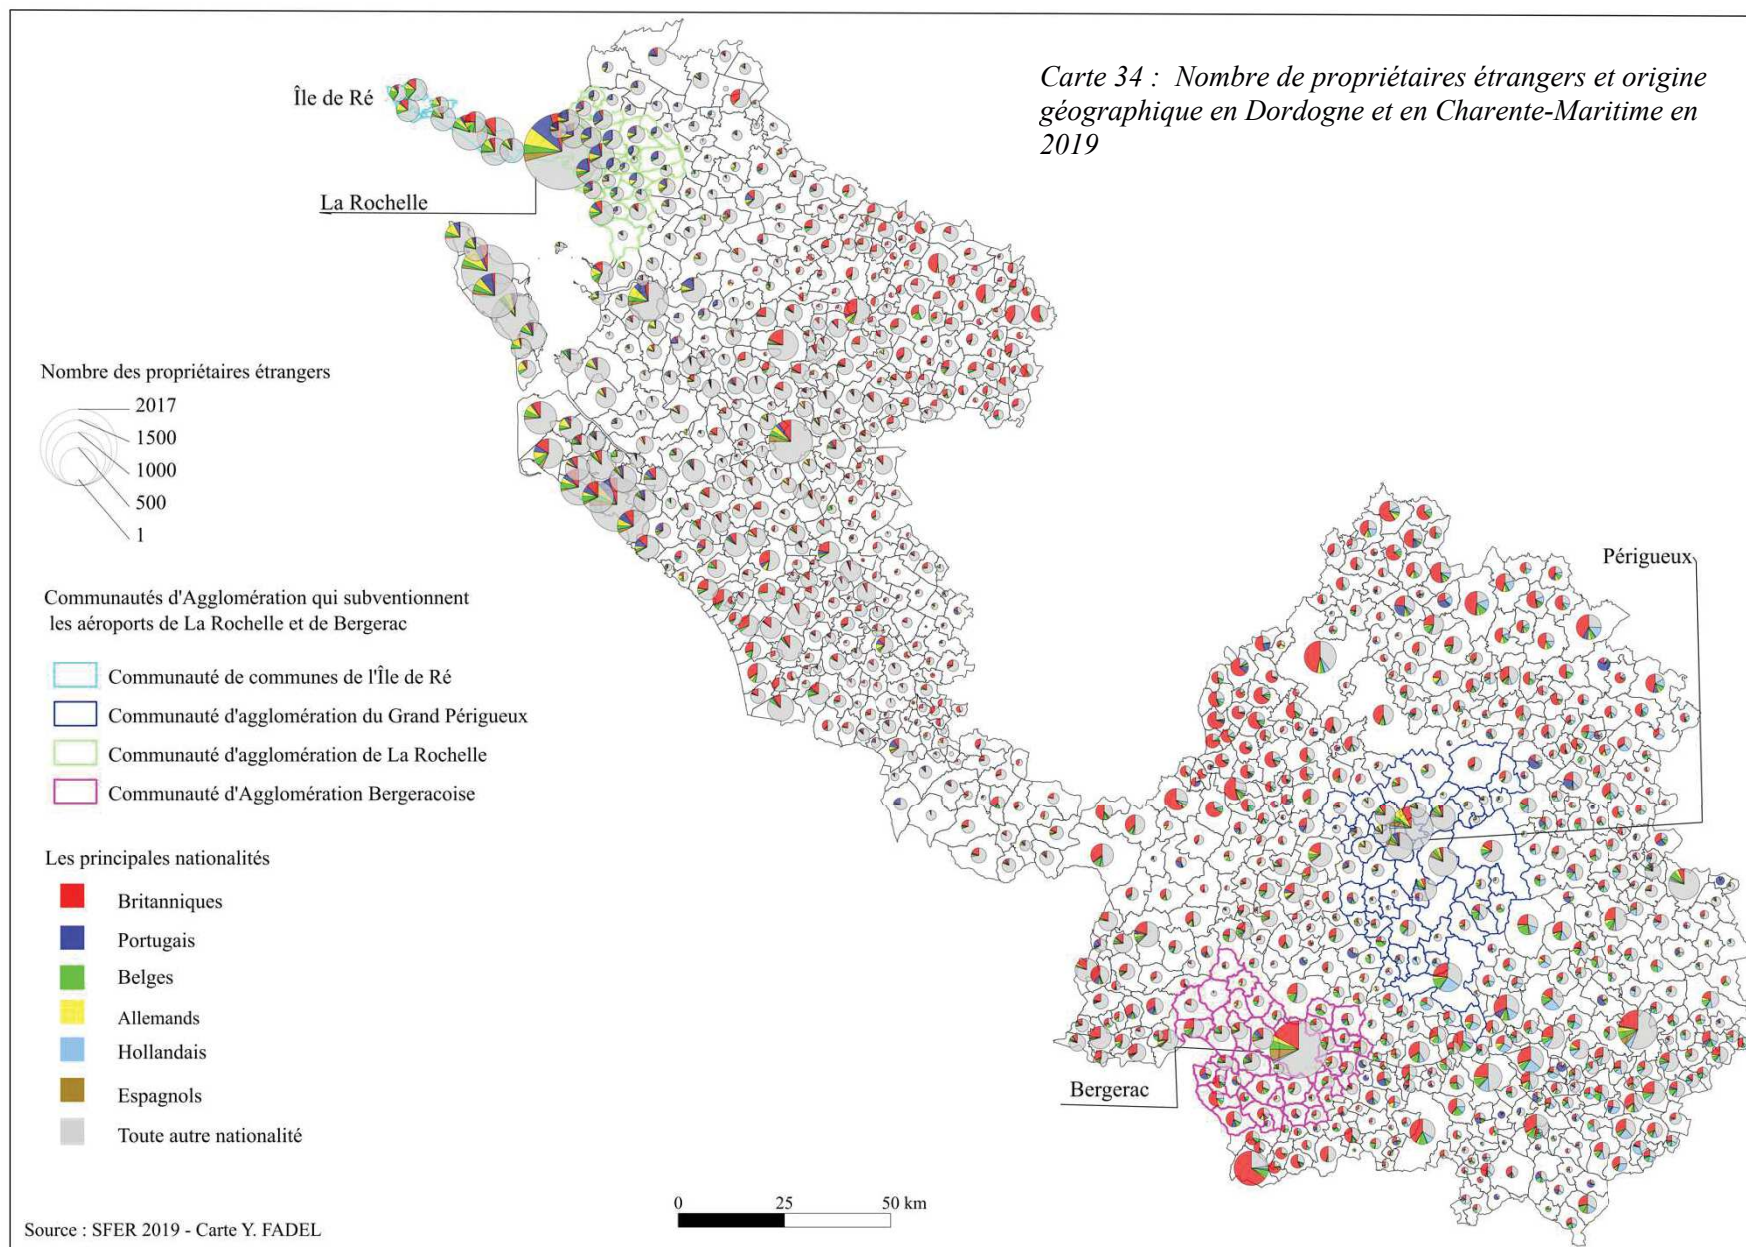 Carte 34 : Nombre de propriétaires étrangers et origine
géographique en Dordogne et en Charente-Maritime en
2019
Île de Ré
La Rochelle
Nombre des propriétaires étrangers
2017
1500
1000
500
1
Périgueux
Communautés d'Agglomération qui subventionnent
les aéroports de La Rochelle et de Bergerac
Communauté de communes de l'Île de Ré
Communauté d'agglomération du Grand Périgueux
Communauté d'agglomération de La Rochelle
Communauté d'Agglomération Bergeracoise
Les principales nationalités
Britanniques
Portugais
Belges
Allemands
Hollandais
Espagnols
Toute autre nationalité
Bergerac
0 25 50 km
Source : SFER 2019 - Carte Y. FADEL